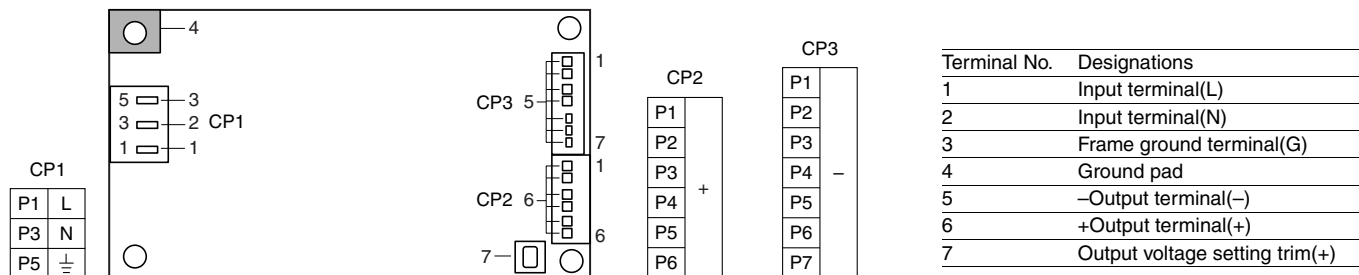 4
5 3
3 2 CP1
1 1
CP3 5
1
7
CP2 6
1
6
7
CP1
P1 L
P3 N
P5 ⏚
CP2
P1
P2
P3
P4
P5
P6
+
CP3
P1
P2
P3
P4
P5
P6
P7
–
Terminal No. Designations
1 Input terminal(L)
2 Input terminal(N)
3 Frame ground terminal(G)
4 Ground pad
5 –Output terminal(–)
6 +Output terminal(+)
7 Output voltage setting trim(+)